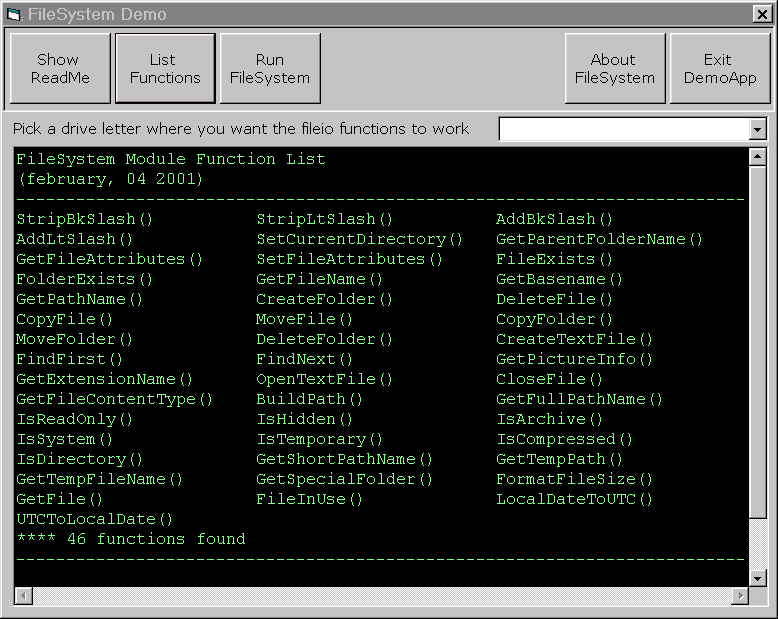 FileSystem Demo
Show ReadMe
List Functions
Run FileSystem
About FileSystem
Exit DemoApp
Pick a drive letter where you want the fileio functions to work
FileSystem Module Function List
(february, 04 2001)
-------------------------------------------------------------------------
StripBkSlash() StripLtSlash() AddBkSlash()
AddLtSlash() SetCurrentDirectory() GetParentFolderName()
GetFileAttributes() SetFileAttributes() FileExists()
FolderExists() GetFileName() GetBasename()
GetPathName() CreateFolder() DeleteFile()
CopyFile() MoveFile() CopyFolder()
MoveFolder() DeleteFolder() CreateTextFile()
FindFirst() FindNext() GetPictureInfo()
GetExtensionName() OpenTextFile() CloseFile()
GetFileContentType() BuildPath() GetFullPathName()
IsReadOnly() IsHidden() IsArchive()
IsSystem() IsTemporary() IsCompressed()
IsDirectory() GetShortPathName() GetTempPath()
GetTempFileName() GetSpecialFolder() FormatFileSize()
GetFile() FileInUse() LocalDateToUTC()
UTCToLocalDate()
**** 46 functions found
-------------------------------------------------------------------------